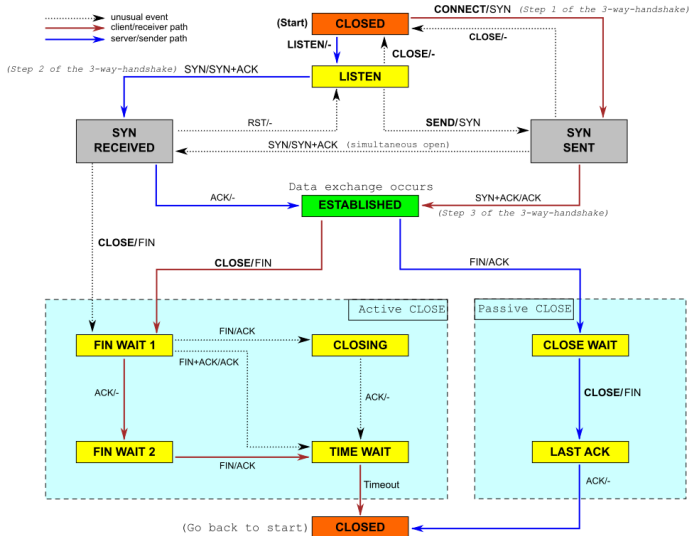 unusual event
client/receiver path
server/sender path
(Start)
CLOSED
CONNECT/SYN (Step 1 of the 3-way-handshake)
LISTEN/-
CLOSE/-
CLOSE/-
(Step 2 of the 3-way-handshake) SYN/SYN+ACK
LISTEN
RST/-
SEND/SYN
SYN
RECEIVED
SYN
SENT
SYN/SYN+ACK (simultaneous open)
Data exchange occurs
ACK/-
ESTABLISHED
SYN+ACK/ACK
(Step 3 of the 3-way-handshake)
CLOSE/FIN
CLOSE/FIN
FIN/ACK
Active CLOSE
Passive CLOSE
FIN WAIT 1
FIN/ACK
CLOSING
CLOSE WAIT
FIN+ACK/ACK
ACK/-
ACK/-
CLOSE/FIN
FIN WAIT 2
FIN/ACK
TIME WAIT
LAST ACK
Timeout
ACK/-
(Go back to start)
CLOSED